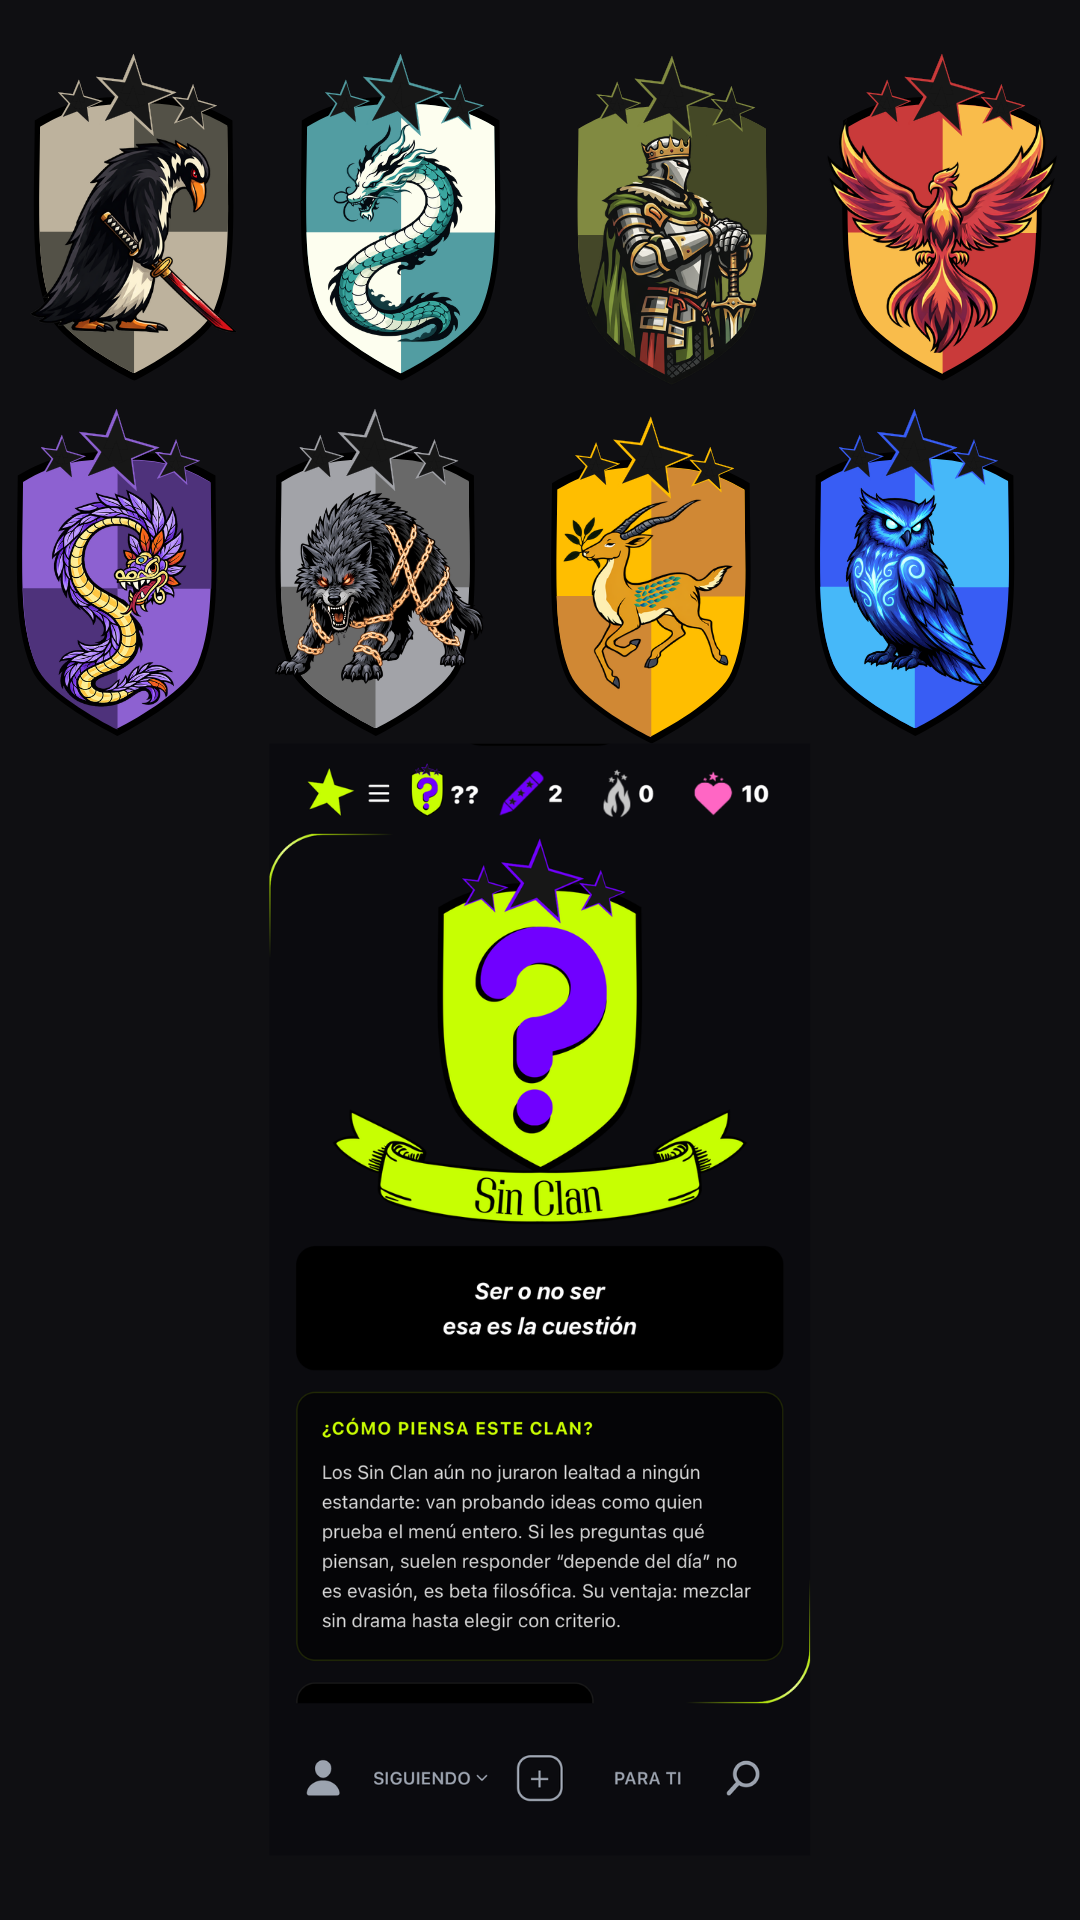 ?? 2 0 10
Sin Clan
Ser o no ser
esa es la cuestión
¿CÓMO PIENSA ESTE CLAN?
Los Sin Clan aún no juraron lealtad a ningún
estandarte: van probando ideas como quien
prueba el menú entero. Si les preguntas qué
piensan, suelen responder “depende del día” no
es evasión, es beta filosófica. Su ventaja: mezclar
sin drama hasta elegir con criterio.
SIGUIENDO PARA TI